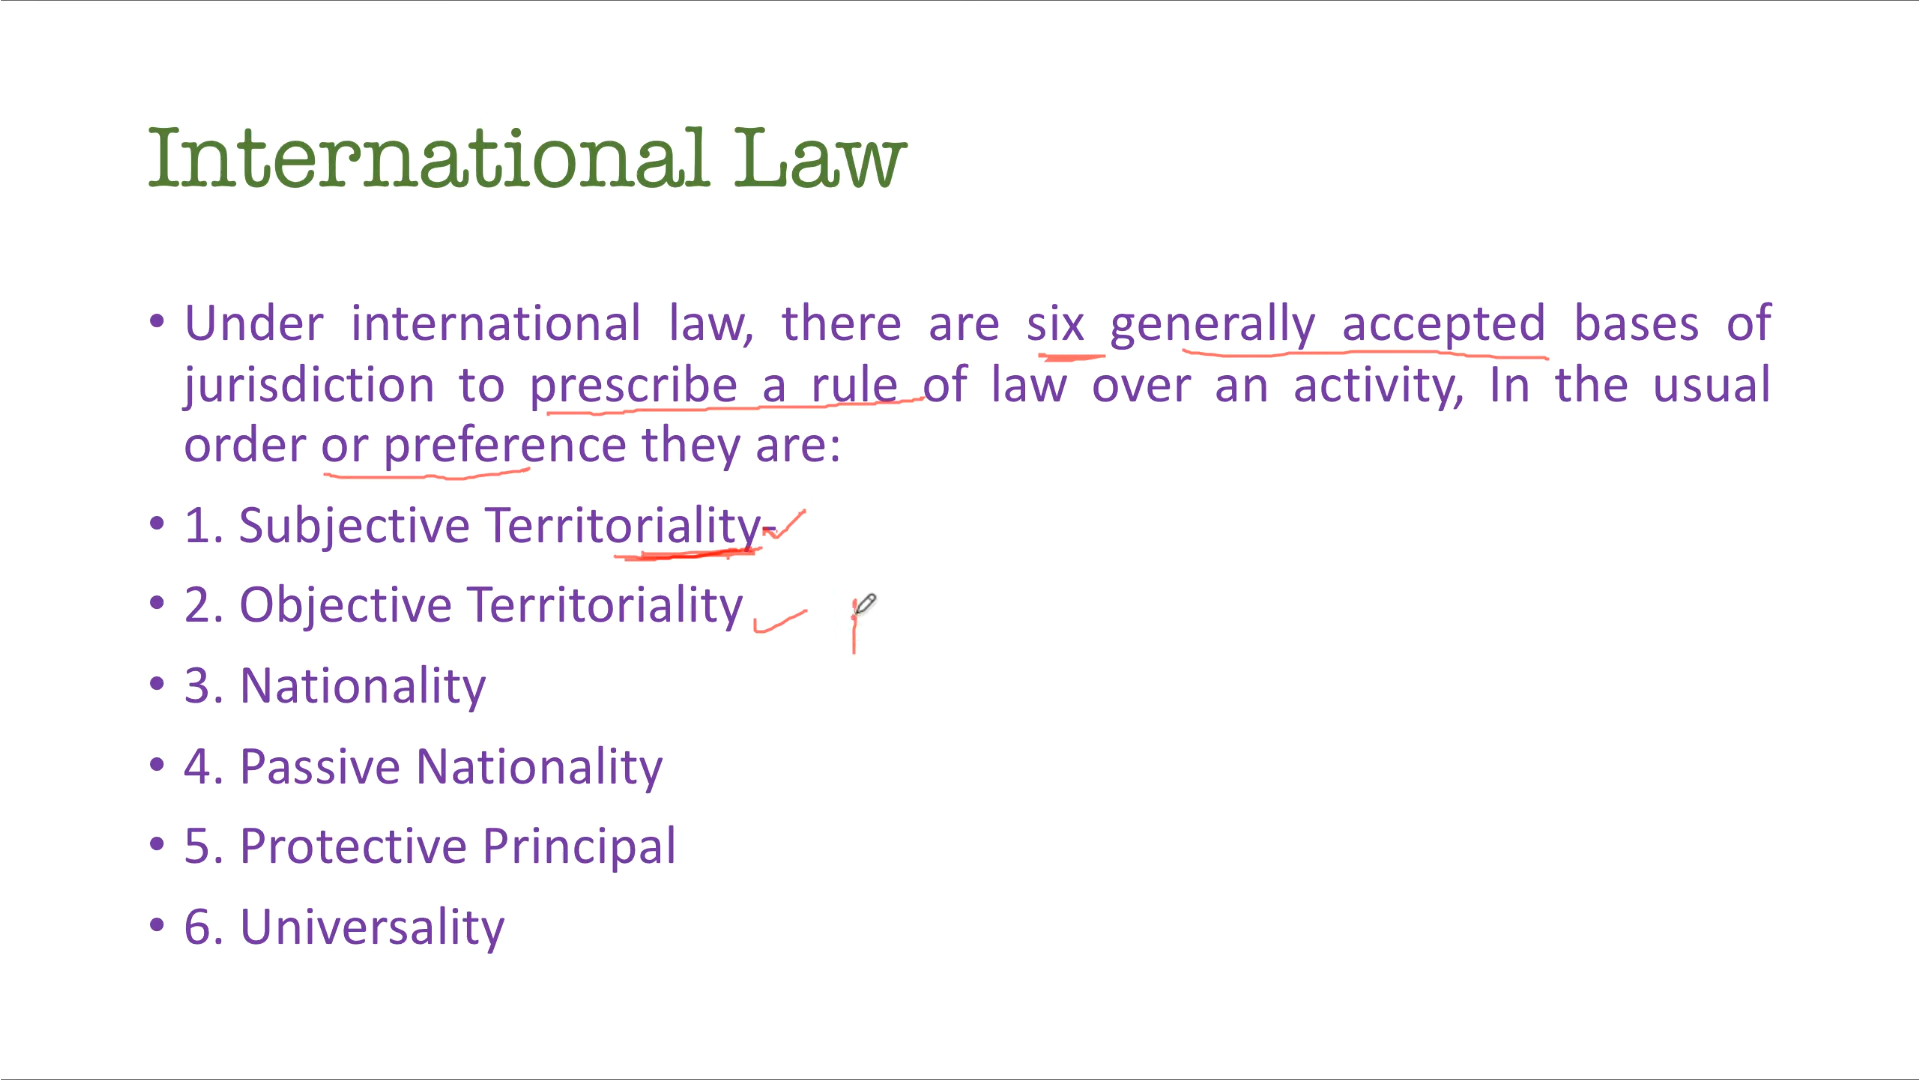 International Law
• Under international law, there are six generally accepted bases of
jurisdiction to prescribe a rule of law over an activity, In the usual
order or preference they are:
• 1. Subjective Territoriality-
• 2. Objective Territoriality
• 3. Nationality
• 4. Passive Nationality
• 5. Protective Principal
• 6. Universality